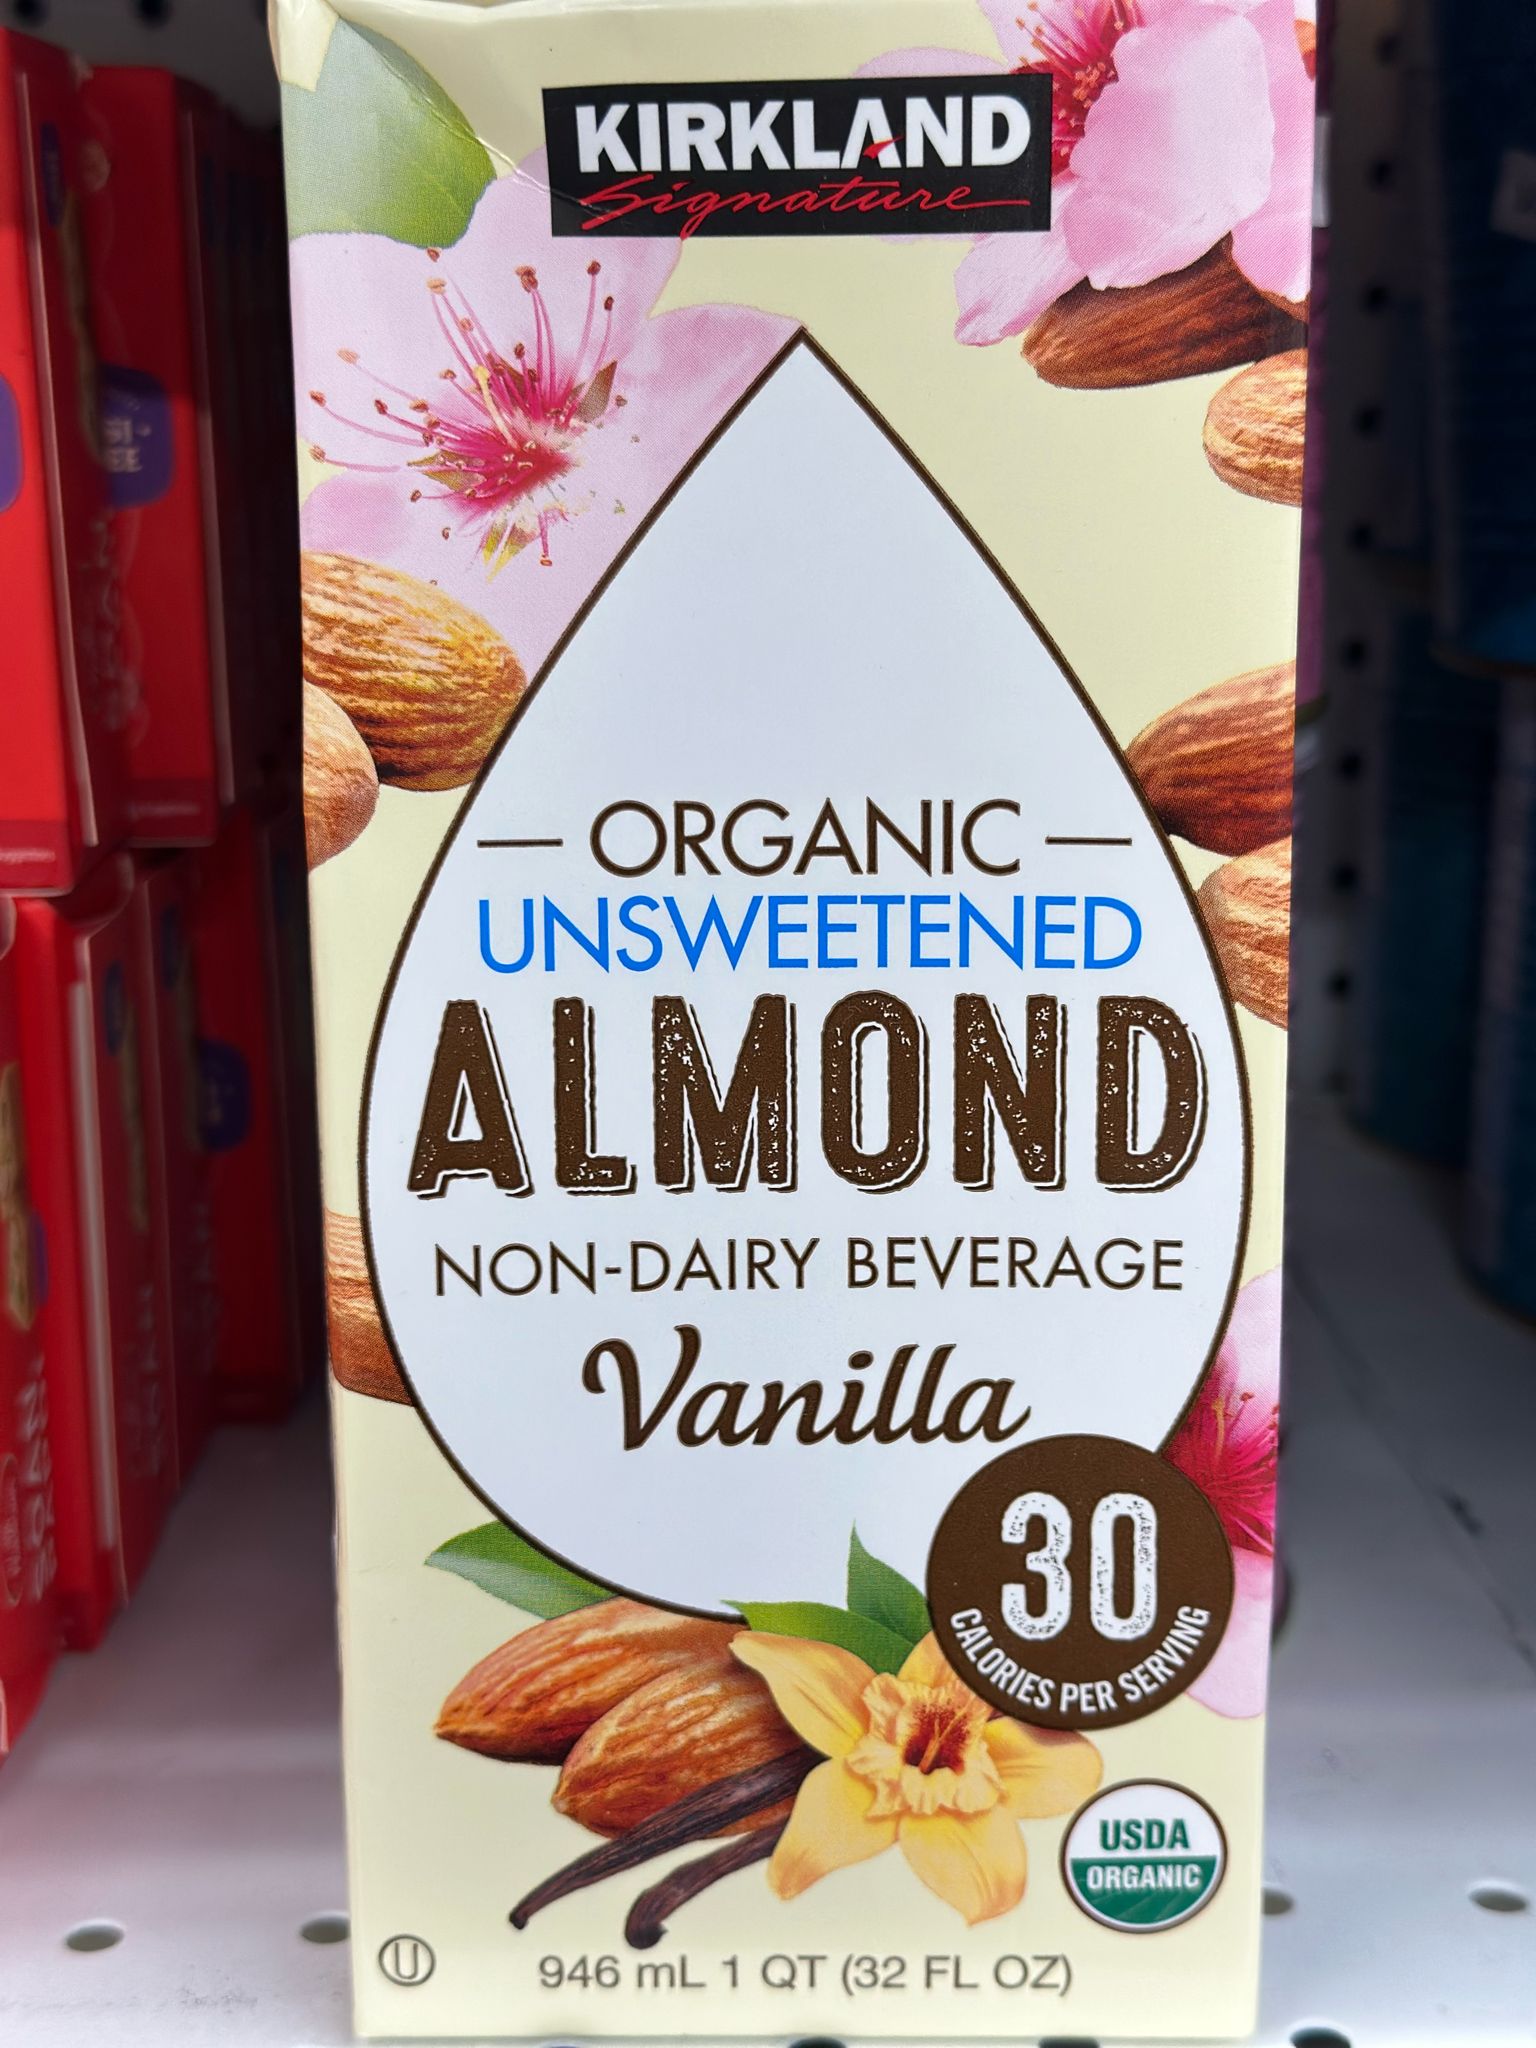 KIRKLAND
Signature
ORGANIC
UNSWEETENED
ALMOND
NON-DAIRY BEVERAGE
Vanilla
30
CALORIES PER SERVING
USDA
ORGANIC
U
946 mL 1 QT (32 FL OZ)